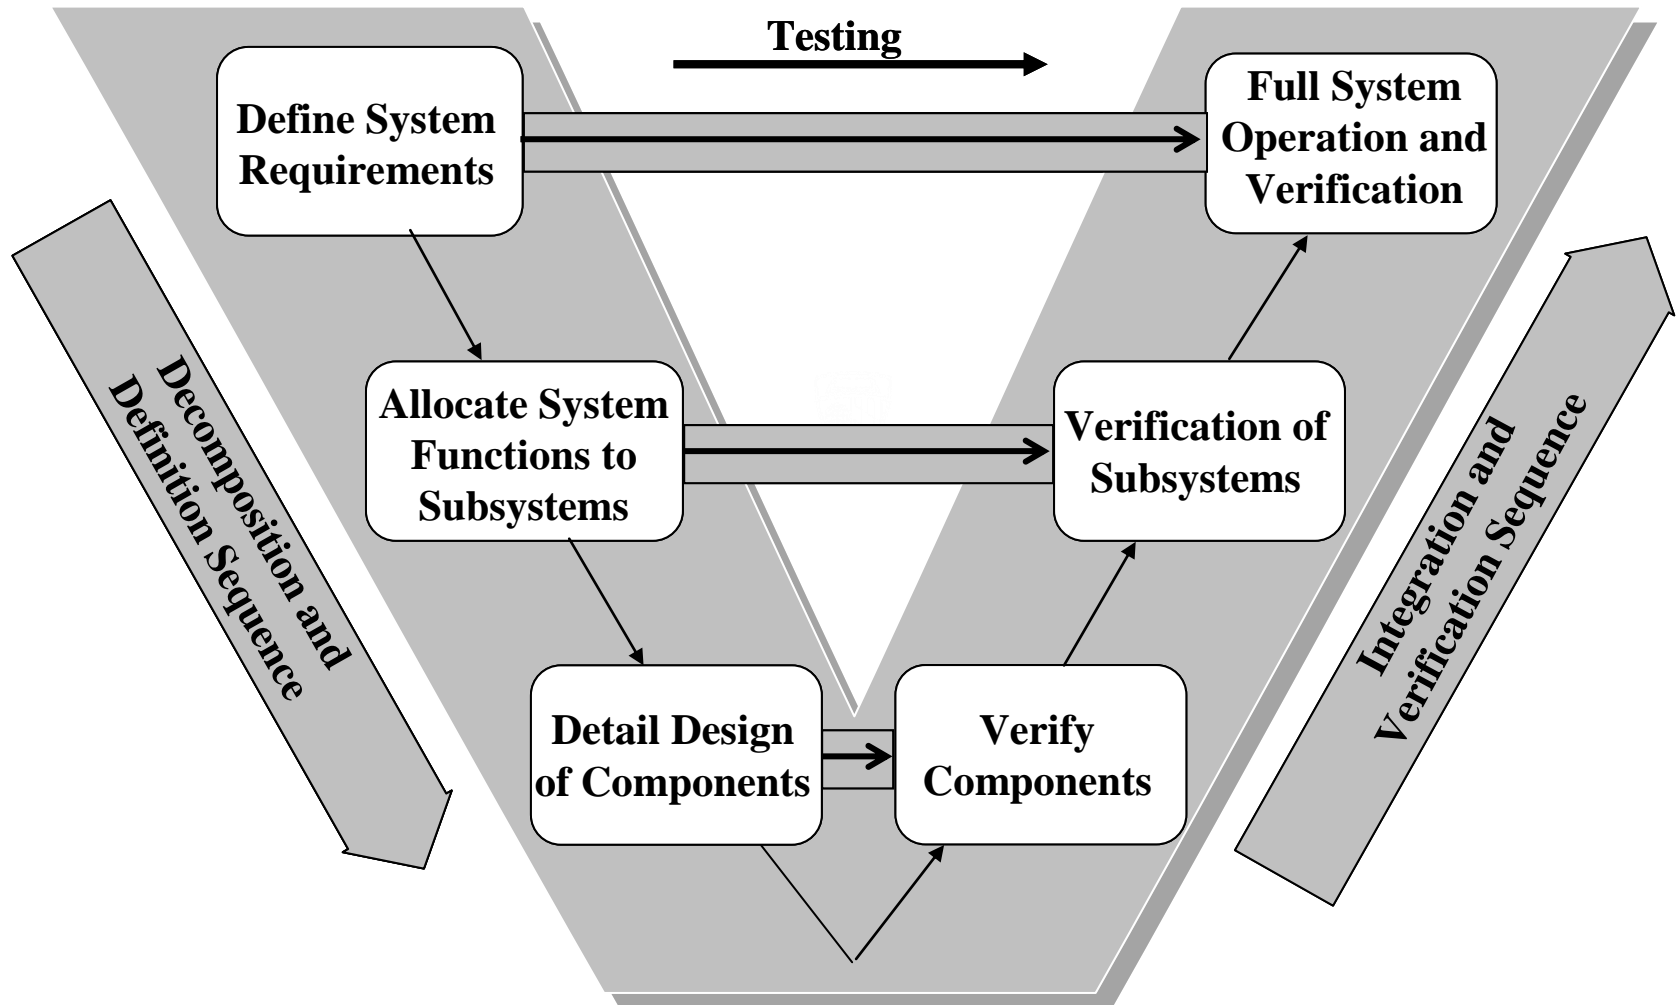 Testing
Define System
Requirements
Full System
Operation and
Verification
Decomposition and
Definition Sequence
Allocate System
Functions to
Subsystems
Verification of
Subsystems
Integration and
Verification Sequence
Detail Design
of Components
Verify
Components